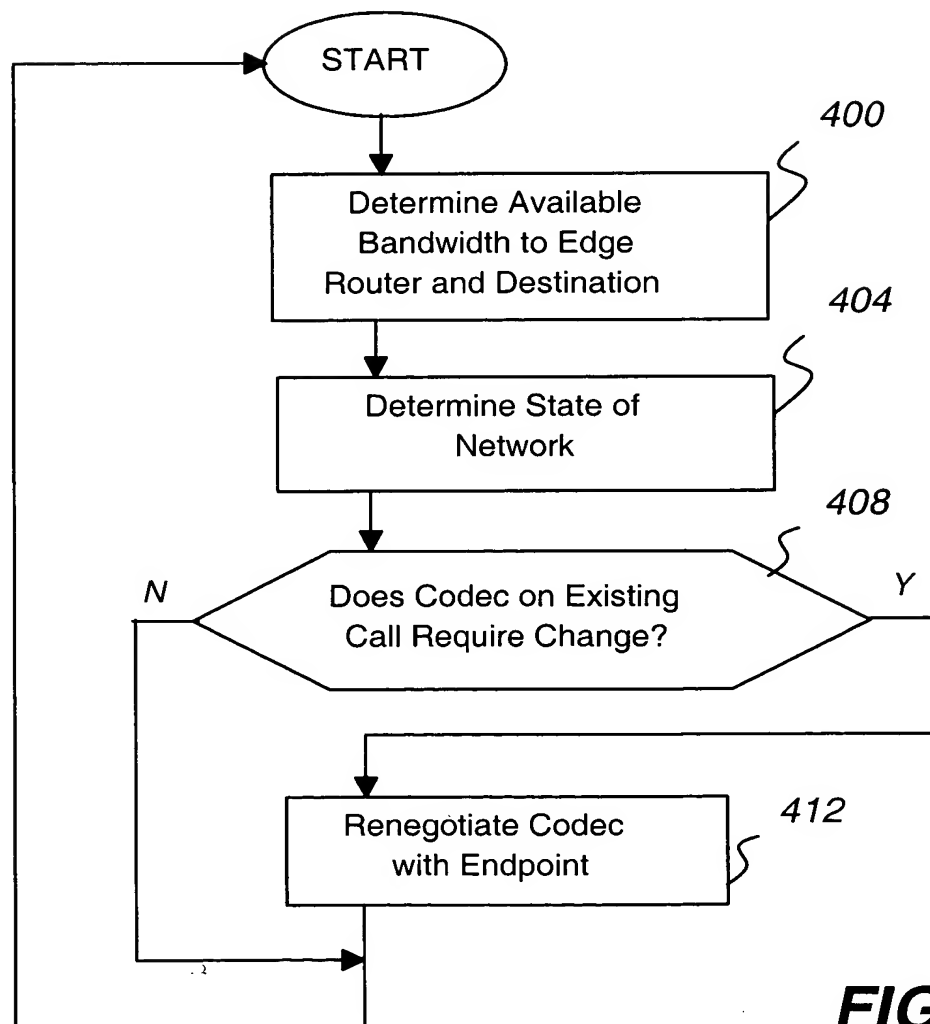 START
400
Determine Available
Bandwidth to Edge
Router and Destination
404
Determine State of
Network
408
N
Y
Does Codec on Existing
Call Require Change?
412
Renegotiate Codec
with Endpoint
FIG